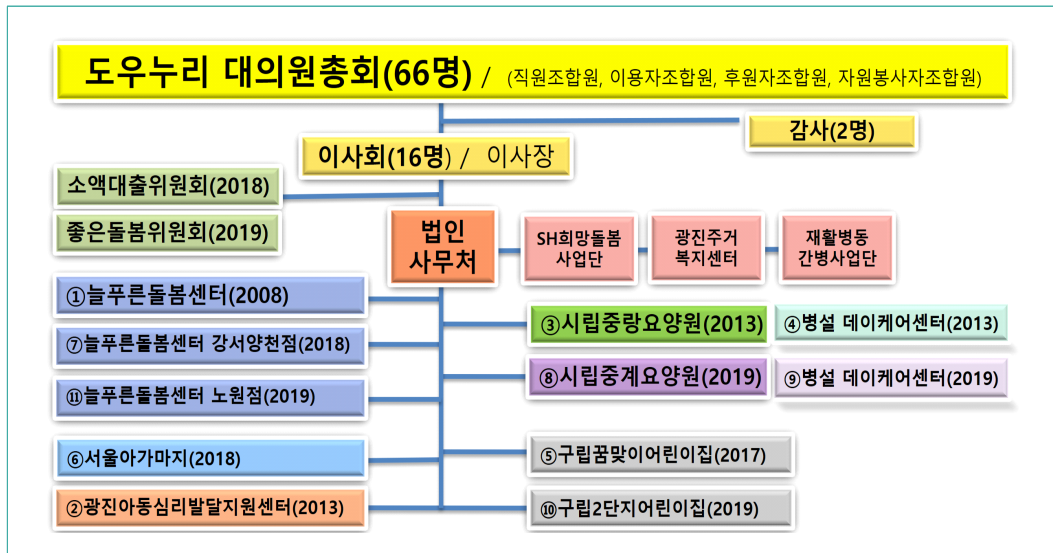 도우누리 대의원총회(66명) / (직원조합원, 이용자조합원, 후원자조합원, 자원봉사자조합원)
감사(2명)
이사회(16명) / 이사장
소액대출위원회(2018)
좋은돌봄위원회(2019)
법인
사무처
SH희망돌봄
사업단
광진주거
복지센터
재활병동
간병사업단
①늘푸른돌봄센터(2008)
⑦늘푸른돌봄센터 강서양천점(2018)
⑪늘푸른돌봄센터 노원점(2019)
③시립중랑요양원(2013)
④병설 데이케어센터(2013)
⑧시립중계요양원(2019)
⑨병설 데이케어센터(2019)
⑥서울아가마지(2018)
②광진아동심리발달지원센터(2013)
⑤구립꿈맞이어린이집(2017)
⑩구립2단지어린이집(2019)